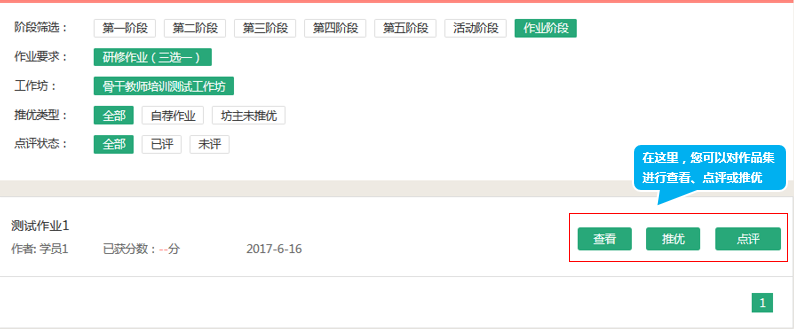 阶段筛选： 第一阶段 第二阶段 第三阶段 第四阶段 第五阶段 活动阶段 作业阶段
作业要求： 研修作业（三选一）
工作坊： 骨干教师培训测试工作坊
推优类型： 全部 自荐作业 坊主未推优
点评状态： 全部 已评 未评
在这里，您可以对作品集
进行查看、点评或推优
测试作业1
作者: 学员1 已获分数：--分 2017-6-16
查看 推优 点评
1